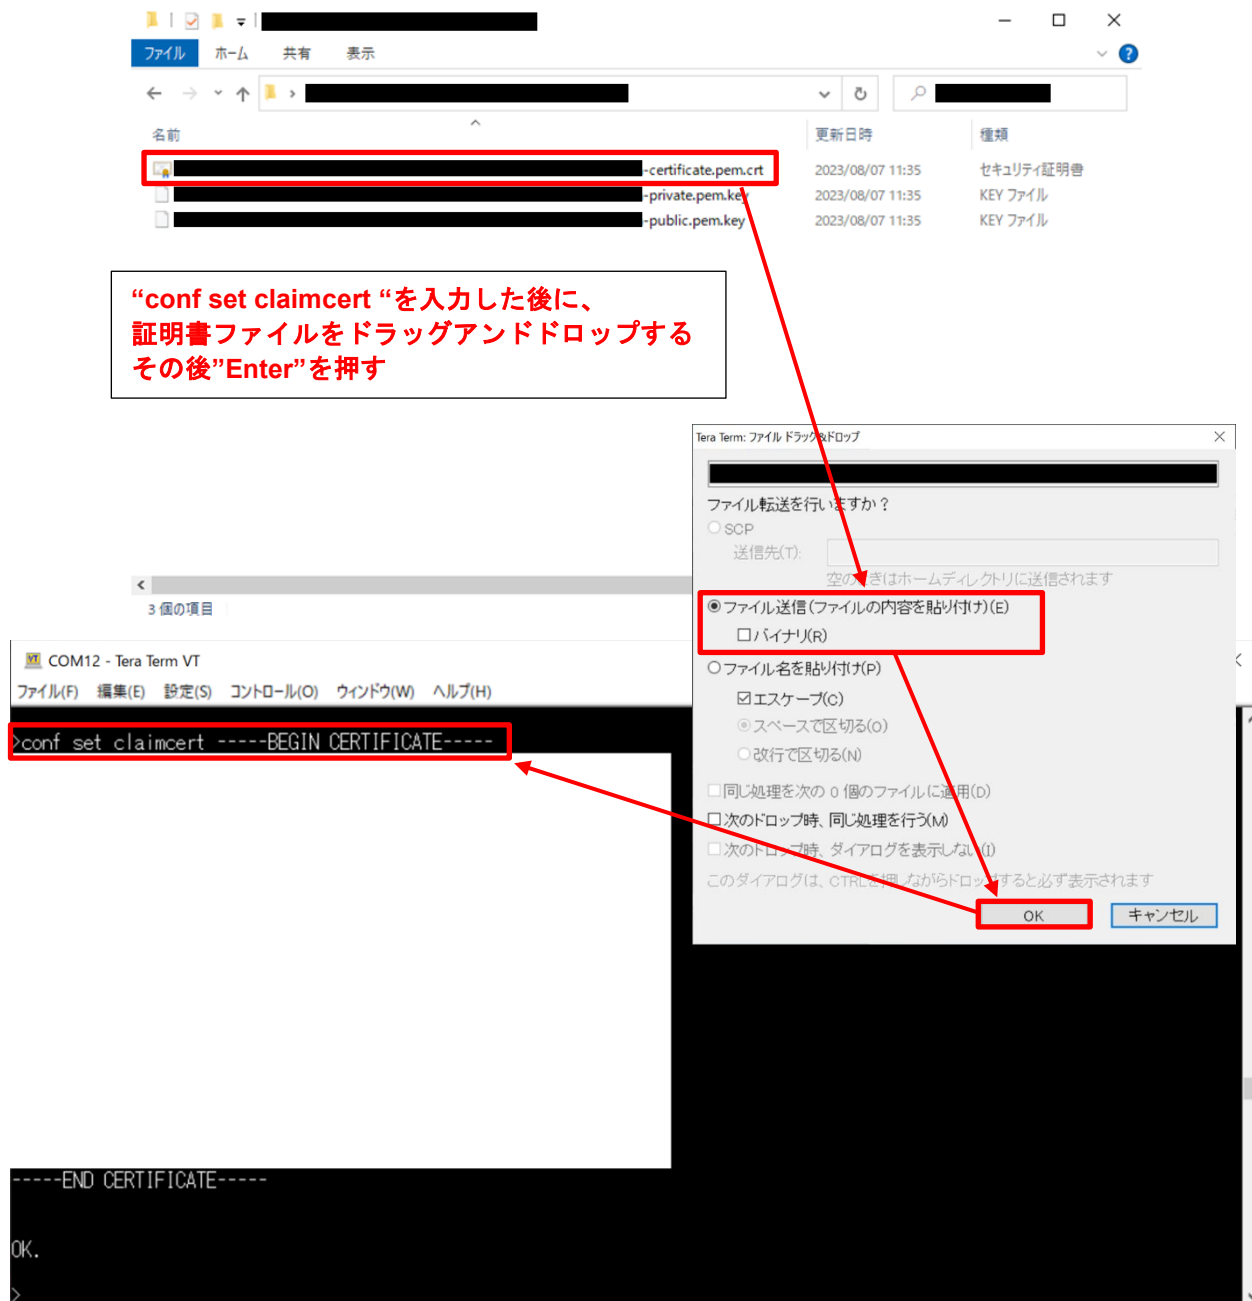 ファイル ホーム 共有 表示
名前 更新日時 種類
-certificate.pem.crt 2023/08/07 11:35 セキュリティ証明書
-private.pem.key 2023/08/07 11:35 KEY ファイル
-public.pem.key 2023/08/07 11:35 KEY ファイル
“conf set claimcert “を入力した後に、
証明書ファイルをドラッグアンドドロップする
その後”Enter”を押す
3 個の項目
Tera Term: ファイル ドラッグ&ドロップ
ファイル転送を行いますか？
SCP
送信先(T):
空のときはホームディレクトリに送信されます
ファイル送信(ファイルの内容を貼り付け)(E)
バイナリ(R)
ファイル名を貼り付け(P)
エスケープ(C)
スペースで区切る(O)
改行で区切る(N)
同じ処理を次の 0 個のファイルに適用(D)
次のドロップ時、同じ処理を行う(M)
次のドロップ時、ダイアログを表示しない(I)
このダイアログは、CTRLを押しながらドロップすると必ず表示されます
OK キャンセル
COM12 - Tera Term VT
ファイル(F) 編集(E) 設定(S) コントロール(O) ウィンドウ(W) ヘルプ(H)
>conf set claimcert -----BEGIN CERTIFICATE-----
-----END CERTIFICATE-----
OK.
>